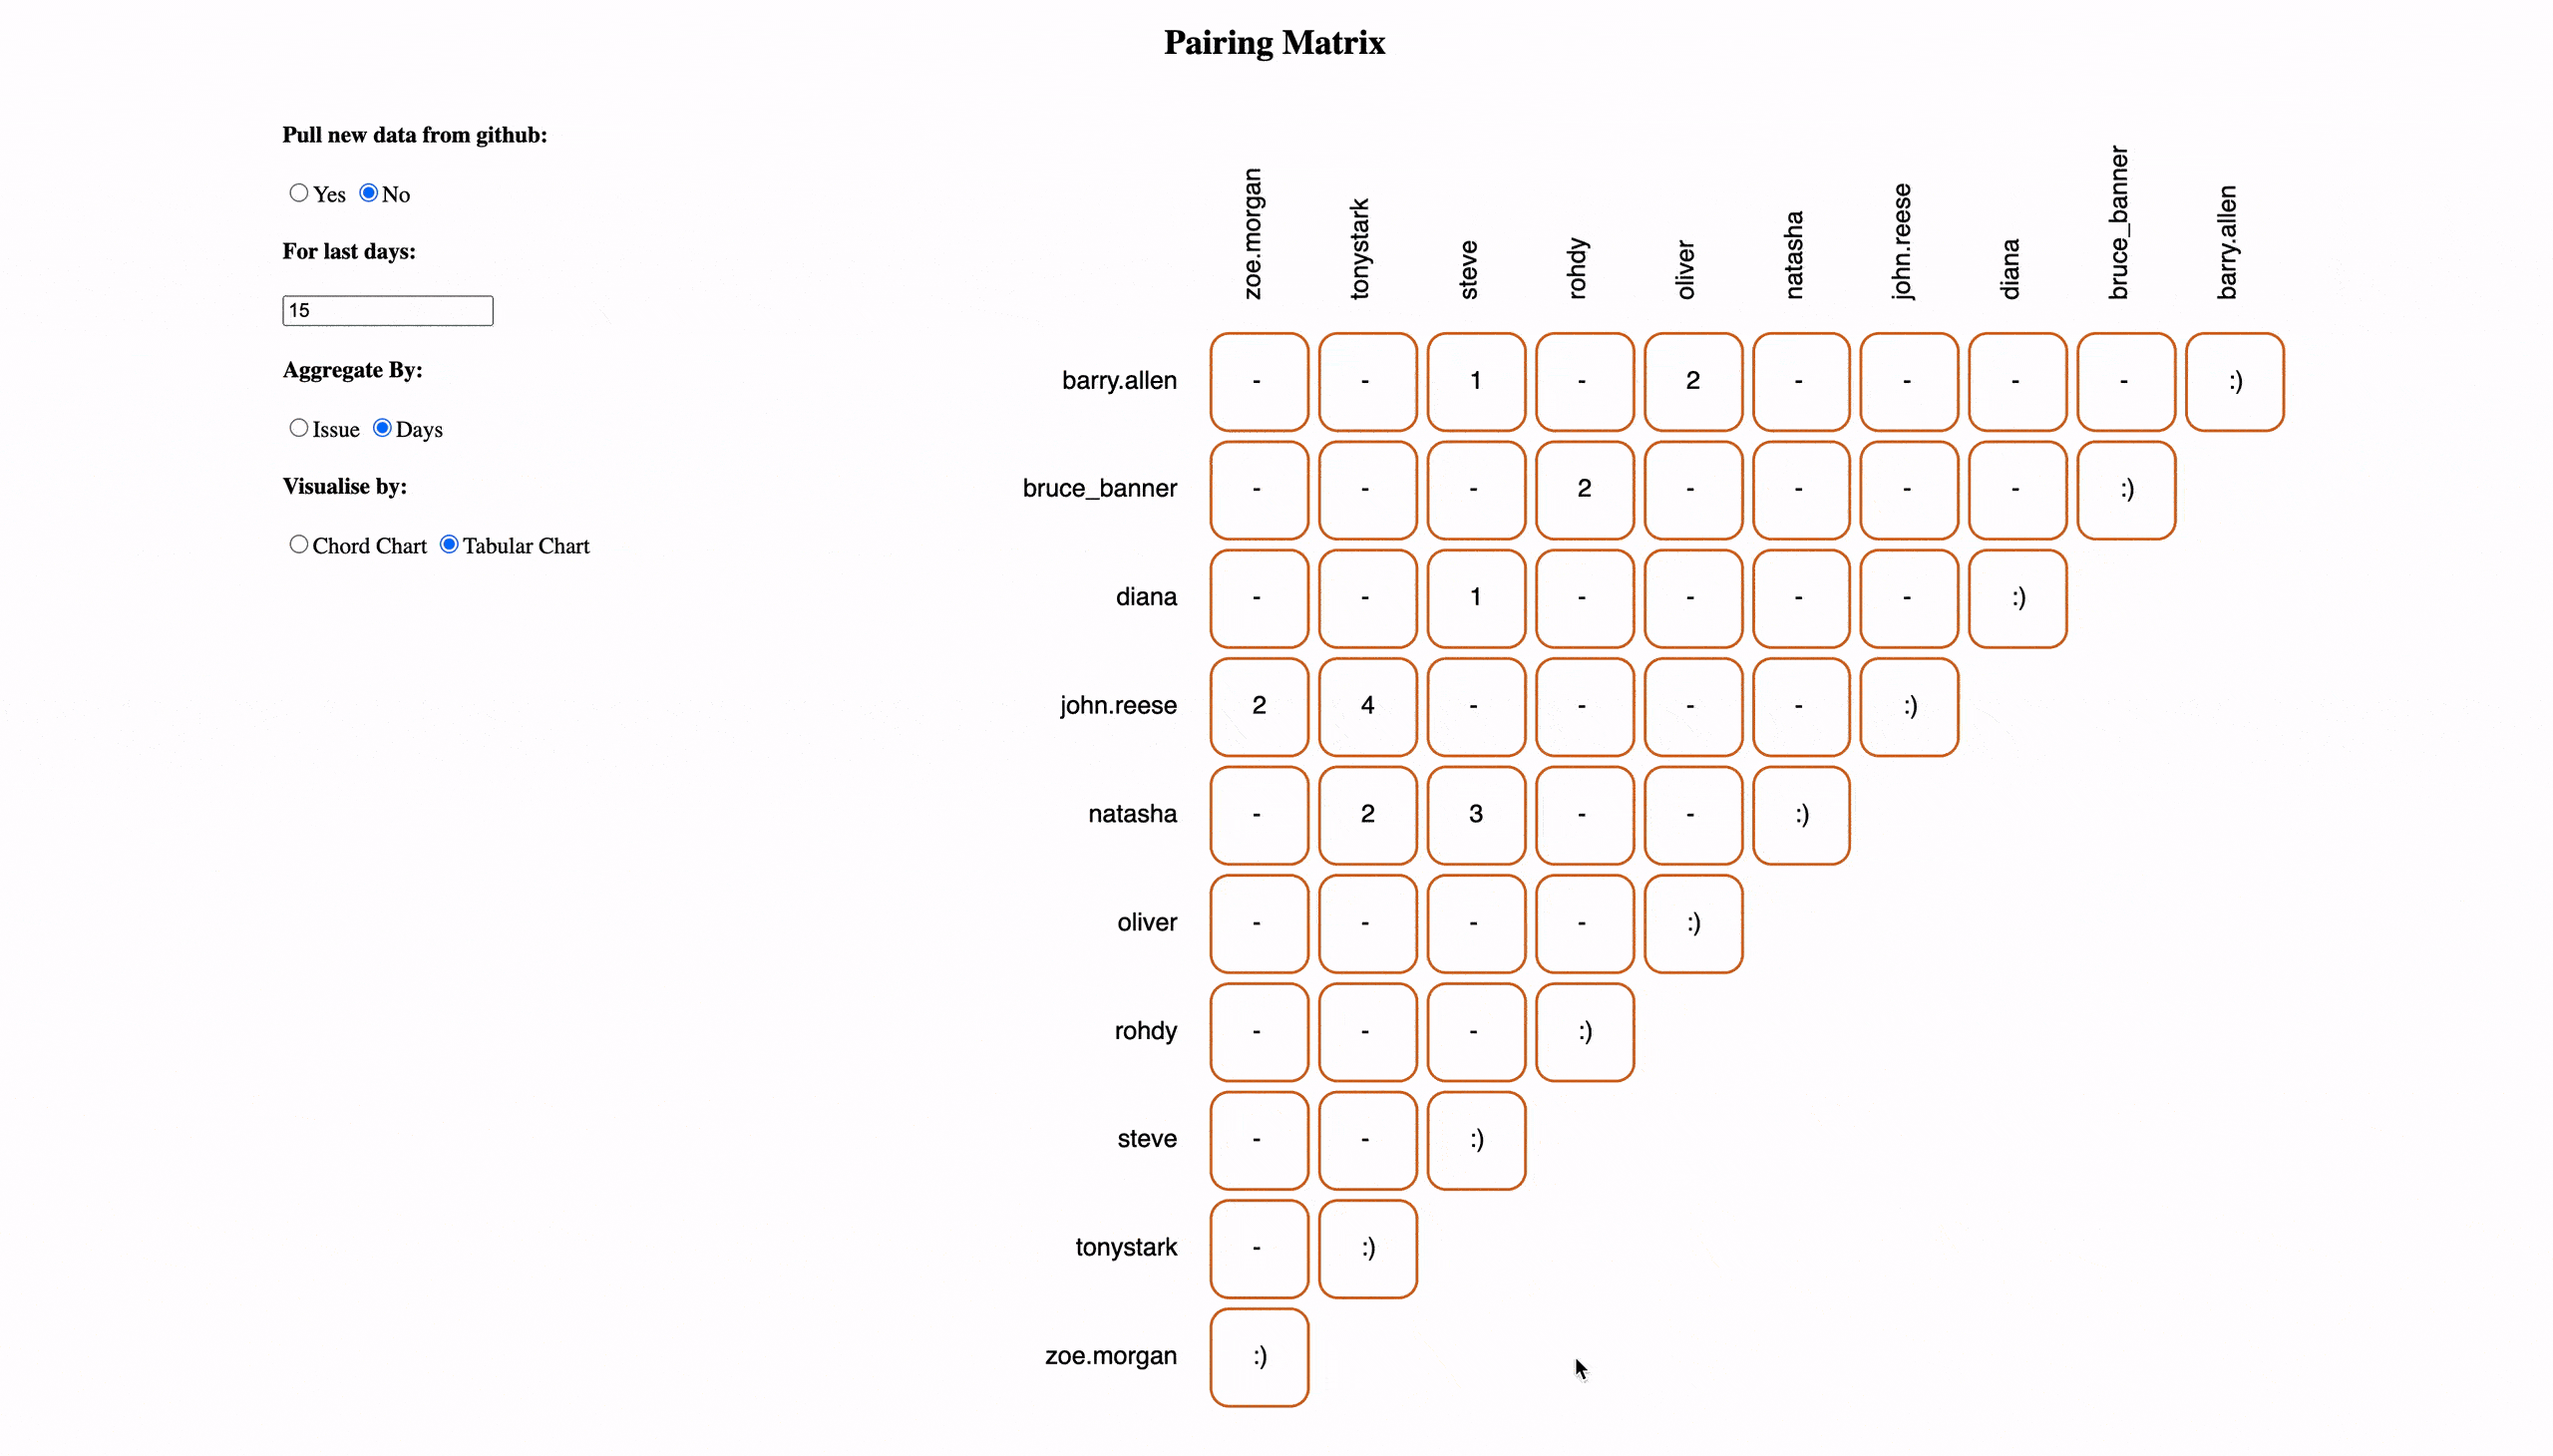 Pairing Matrix
Pull new data from github:
Yes No
For last days:
15
Aggregate By:
Issue Days
Visualise by:
Chord Chart Tabular Chart
zoe.morgan tonystark steve rohdy oliver natasha john.reese diana bruce_banner barry.allen
barry.allen - - 1 - 2 - - - - :)
bruce_banner - - - 2 - - - - :)
diana - - 1 - - - - :)
john.reese 2 4 - - - - :)
natasha - 2 3 - - :)
oliver - - - - :)
rohdy - - - :)
steve - - :)
tonystark - :)
zoe.morgan :)